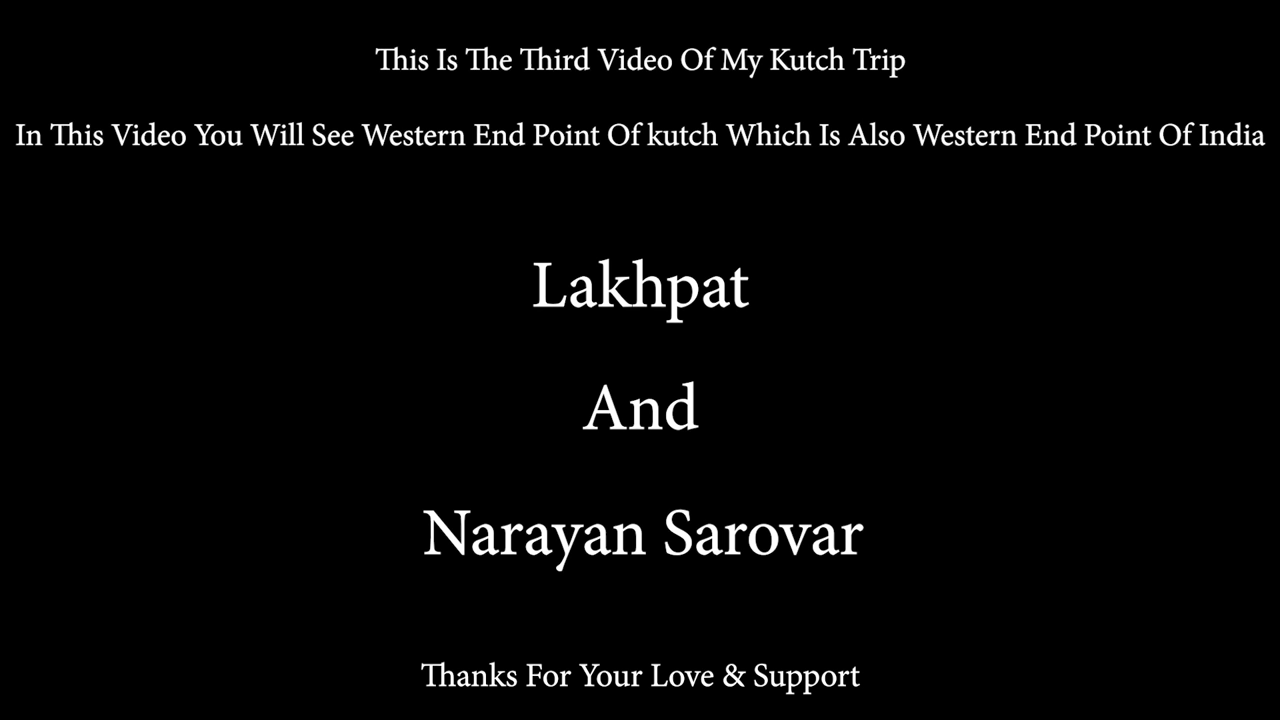 This Is The Third Video Of My Kutch Trip
In This Video You Will See Western End Point Of kutch Which Is Also Western End Point Of India
Lakhpat
And
Narayan Sarovar
Thanks For Your Love & Support